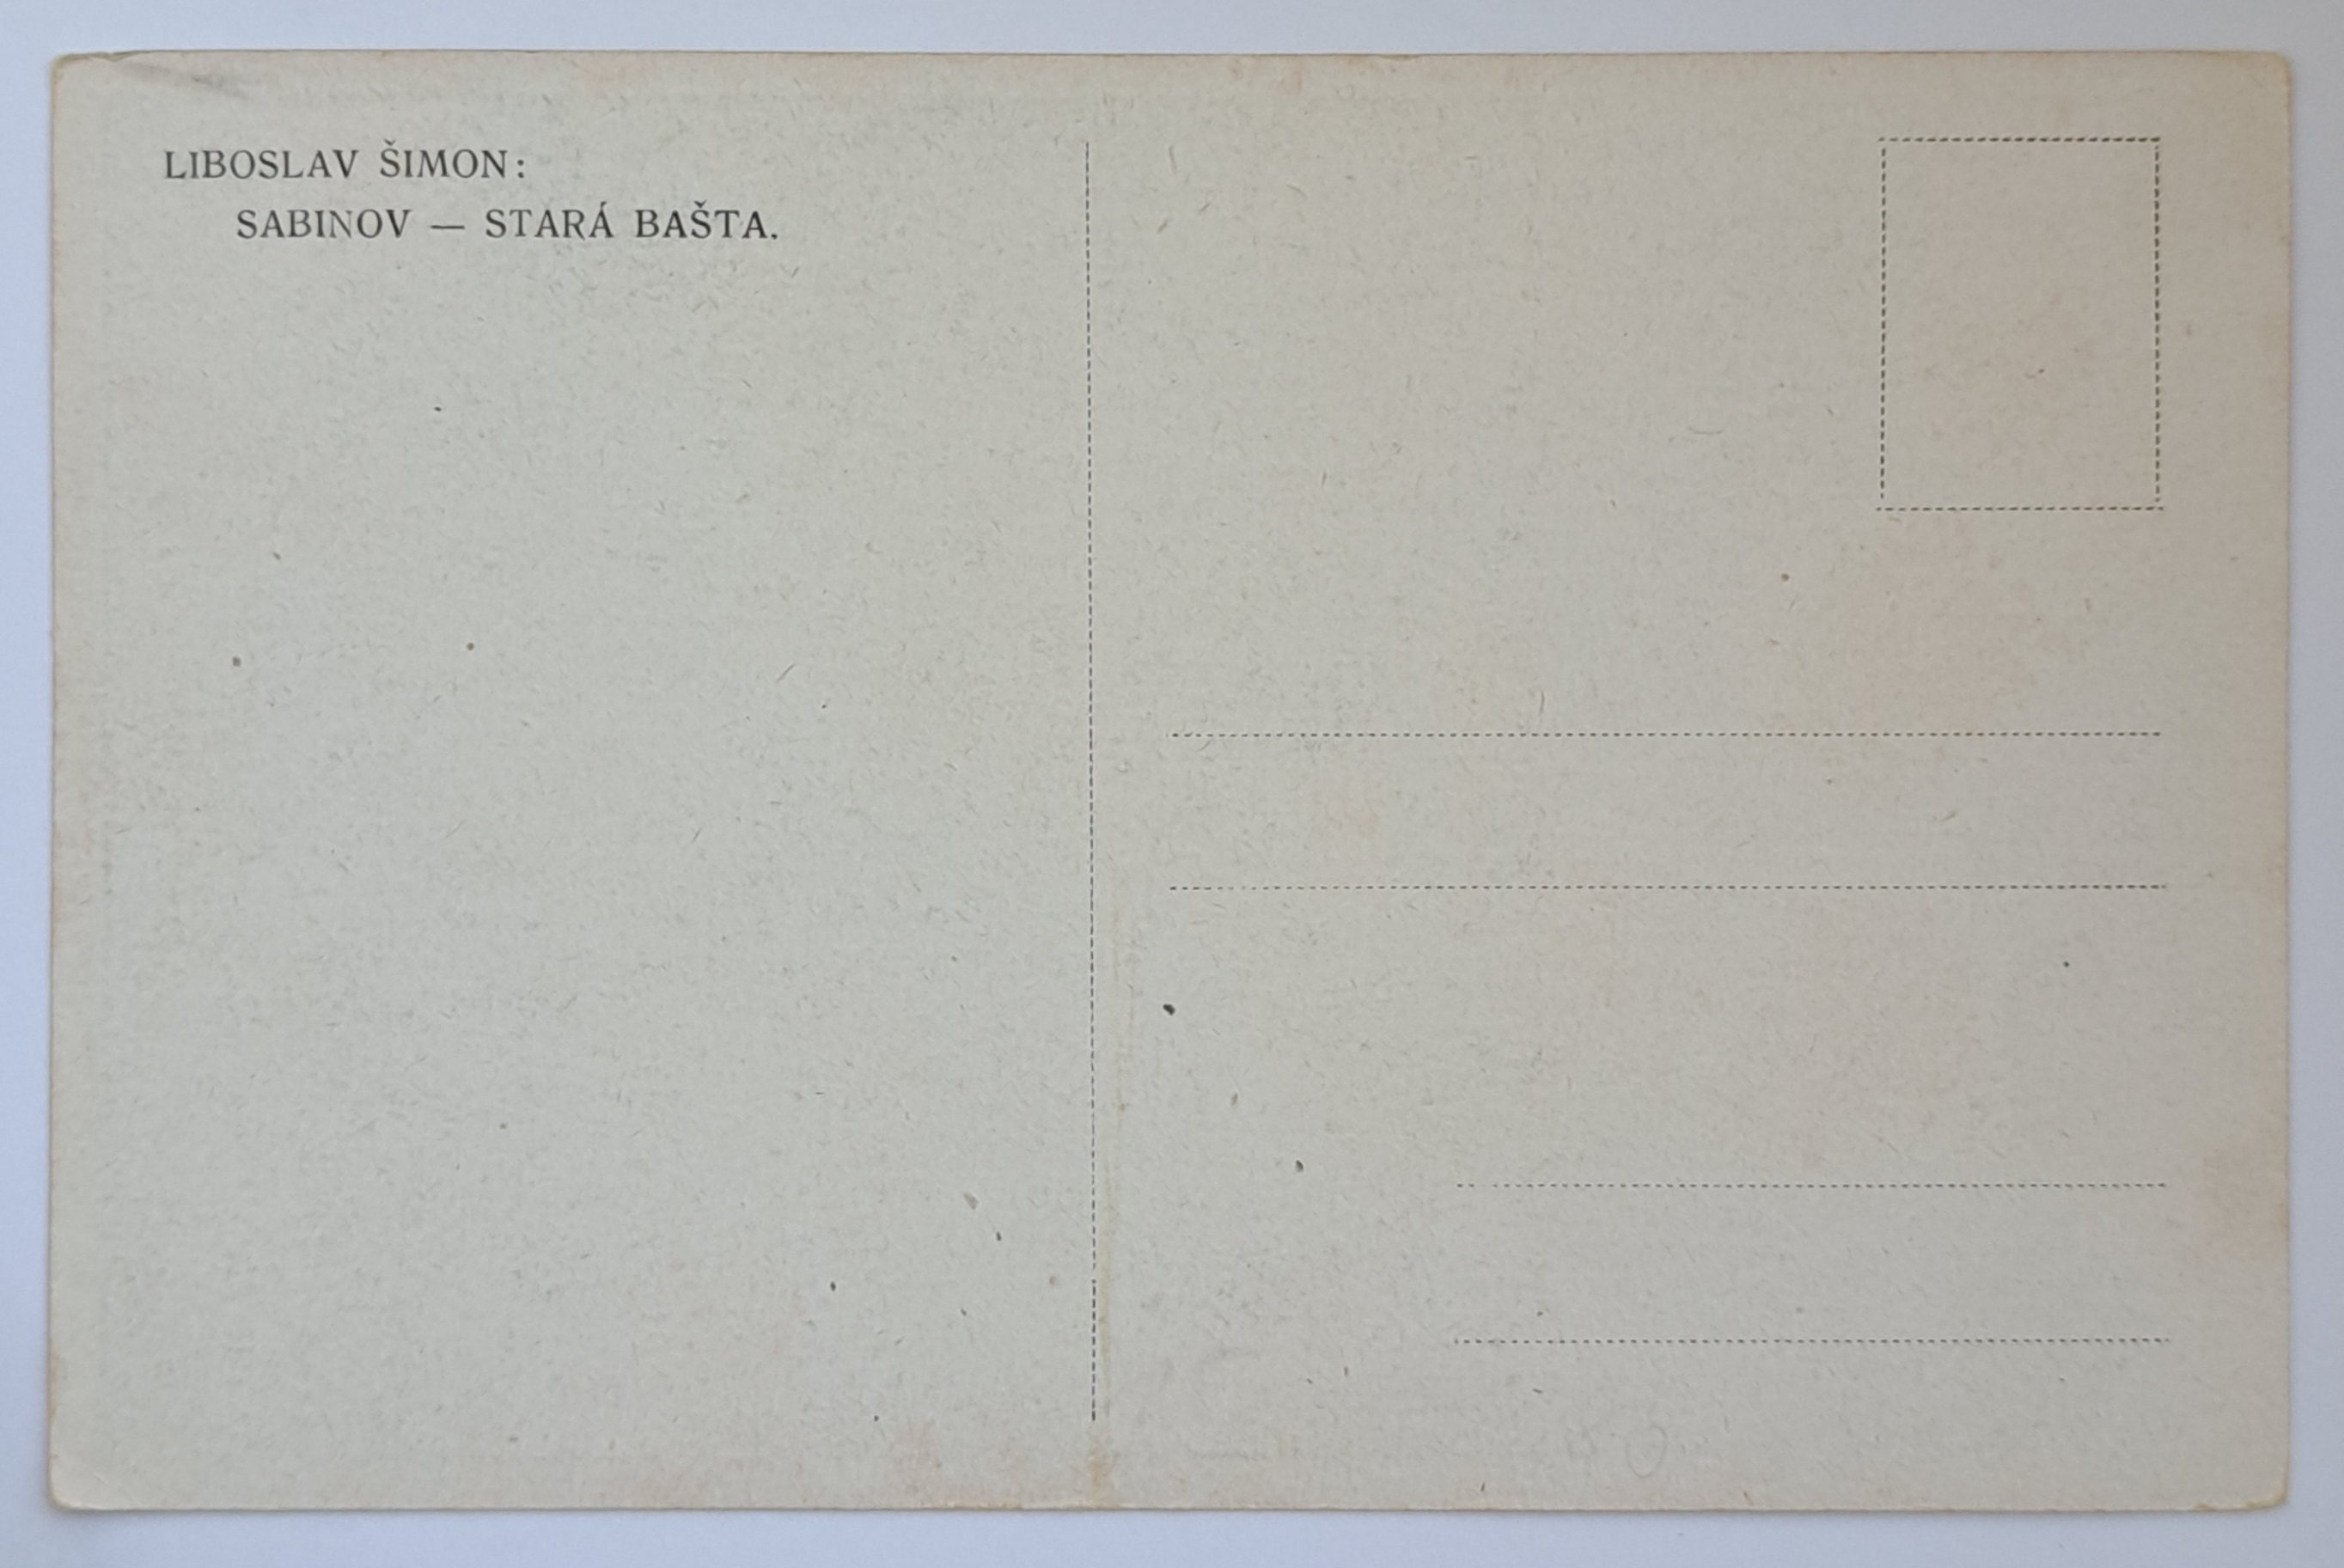 LIBOSLAV ŠIMON:
SABINOV — STARÁ BAŠTA.